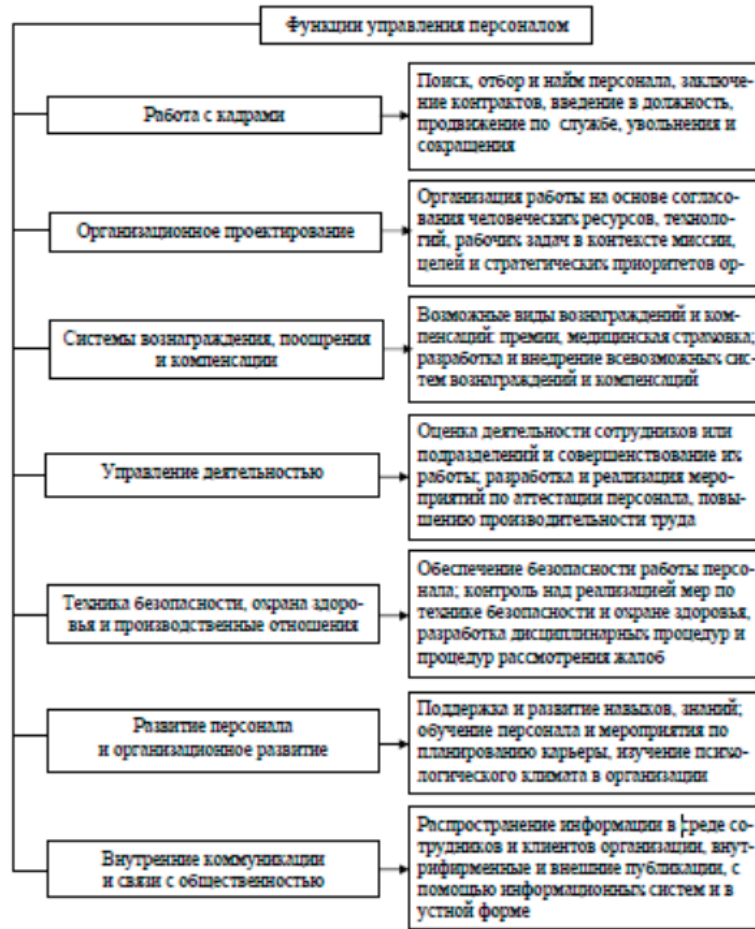 Функции управления персоналом
Работа с кадрами
Поиск, отбор и найм персонала, заключе-
ние контрактов, введение в должность,
продвижение по службе, увольнения и
сокращения
Организационное проектирование
Организация работы на основе согласо-
вания человеческих ресурсов, техноло-
гий, рабочих задач в контексте миссии,
целей и стратегических приоритетов ор-
Системы вознаграждения, поощрения
и компенсации
Возможные виды вознаграждений и ком-
пенсаций: премии, медицинская страховка;
разработка и внедрение всевозможных сис-
тем вознаграждений и компенсаций
Управление деятельностью
Оценка деятельности сотрудников или
подразделений и совершенствование их
работы; разработка и реализация меро-
приятий по аттестации персонала, повы-
шению производительности труда
Техника безопасности, охрана здоро-
вья и производственные отношения
Обеспечение безопасности работы персо-
нала; контроль над реализацией мер по
технике безопасности и охране здоровья,
разработка дисциплинарных процедур и
процедур рассмотрения жалоб
Развитие персонала
и организационное развитие
Поддержка и развитие навыков, знаний;
обучение персонала и мероприятия по
планированию карьеры, изучение психо-
логического климата в организации
Внутренние коммуникации
и связи с общественностью
Распространение информации в среде со-
трудников и клиентов организации, внут-
рифирменные и внешние публикации, с
помощью информационных систем и в
устной форме